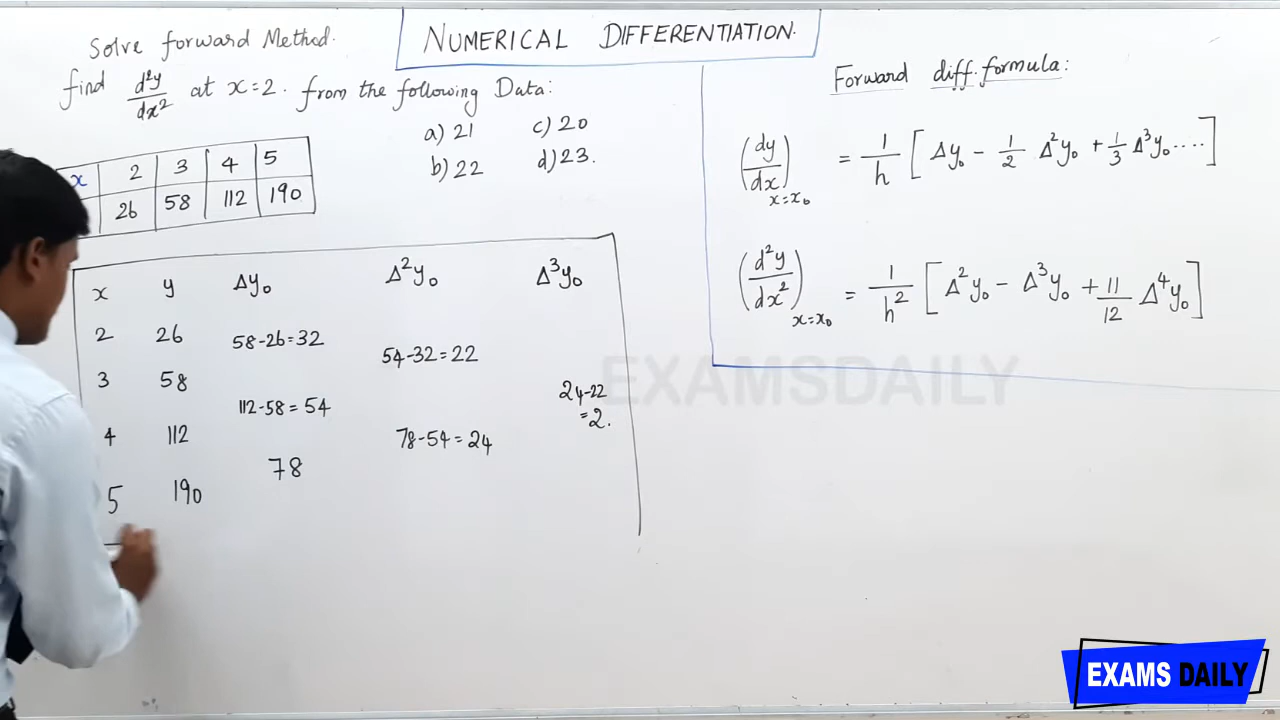 Solve forward Method.
NUMERICAL DIFFERENTIATION.
find d²y/dx² at x=2. from the following Data:
a) 21 c) 20
b) 22 d) 23.
x 2 3 4 5
26 58 112 190
x y Δy₀ Δ²y₀ Δ³y₀
2 26 58-26=32
54-32=22
3 58
24-22
=2.
112-58=54
4 112
78-54=24
78
5 190
Forward diff. formula:
(dy/dx) x=x₀ = 1/h [Δy₀ - 1/2 Δ²y₀ + 1/3 Δ³y₀....]
(d²y/dx²) x=x₀ = 1/h² [Δ²y₀ - Δ³y₀ + 11/12 Δ⁴y₀]
EXAMSDAILY
EXAMS DAILY